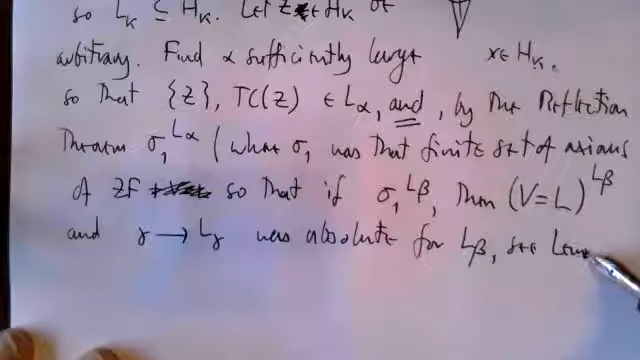 so L_κ ⊆ H_κ. Let z ∈ H_κ be
arbitrary. Find α sufficiently large x ∈ H_κ.
so that {z}, TC(z) ∈ L_α, and, by the Reflection
Theorem σ_1^{L_α} (where σ_1 was that finite set of axioms
of ZF so that if σ_1^{L_β}, then (V=L)^{L_β}
and γ → L_γ was absolute for L_β, see Lem